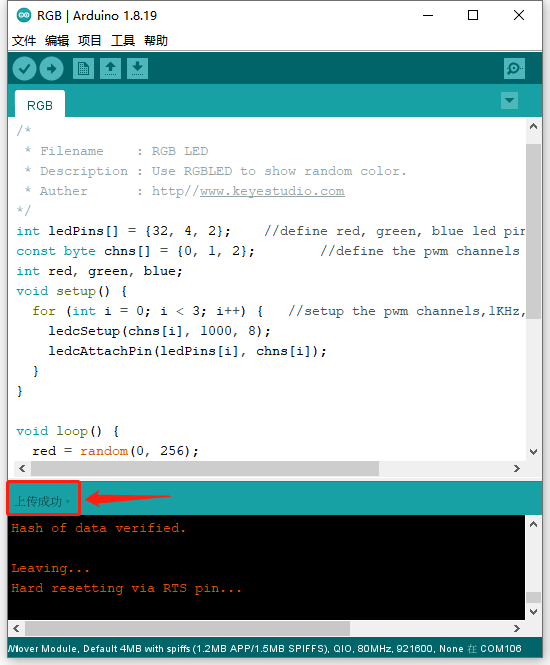 RGB | Arduino 1.8.19
文件 编辑 项目 工具 帮助
RGB
/*
 * Filename    : RGB LED
 * Description : Use RGBLED to show random color.
 * Auther      : http//www.keyestudio.com
*/
int ledPins[] = {32, 4, 2};    //define red, green, blue led pin
const byte chns[] = {0, 1, 2};        //define the pwm channels
int red, green, blue;
void setup() {
  for (int i = 0; i < 3; i++) {   //setup the pwm channels,1KHz,
    ledcSetup(chns[i], 1000, 8);
    ledcAttachPin(ledPins[i], chns[i]);
  }
}
void loop() {
  red = random(0, 256);
上传成功。
Hash of data verified.
Leaving...
Hard resetting via RTS pin...
Module, Default 4MB with spiffs (1.2MB APP/1.5MB SPIFFS), QIO, 80MHz, 921600, None 在 COM106